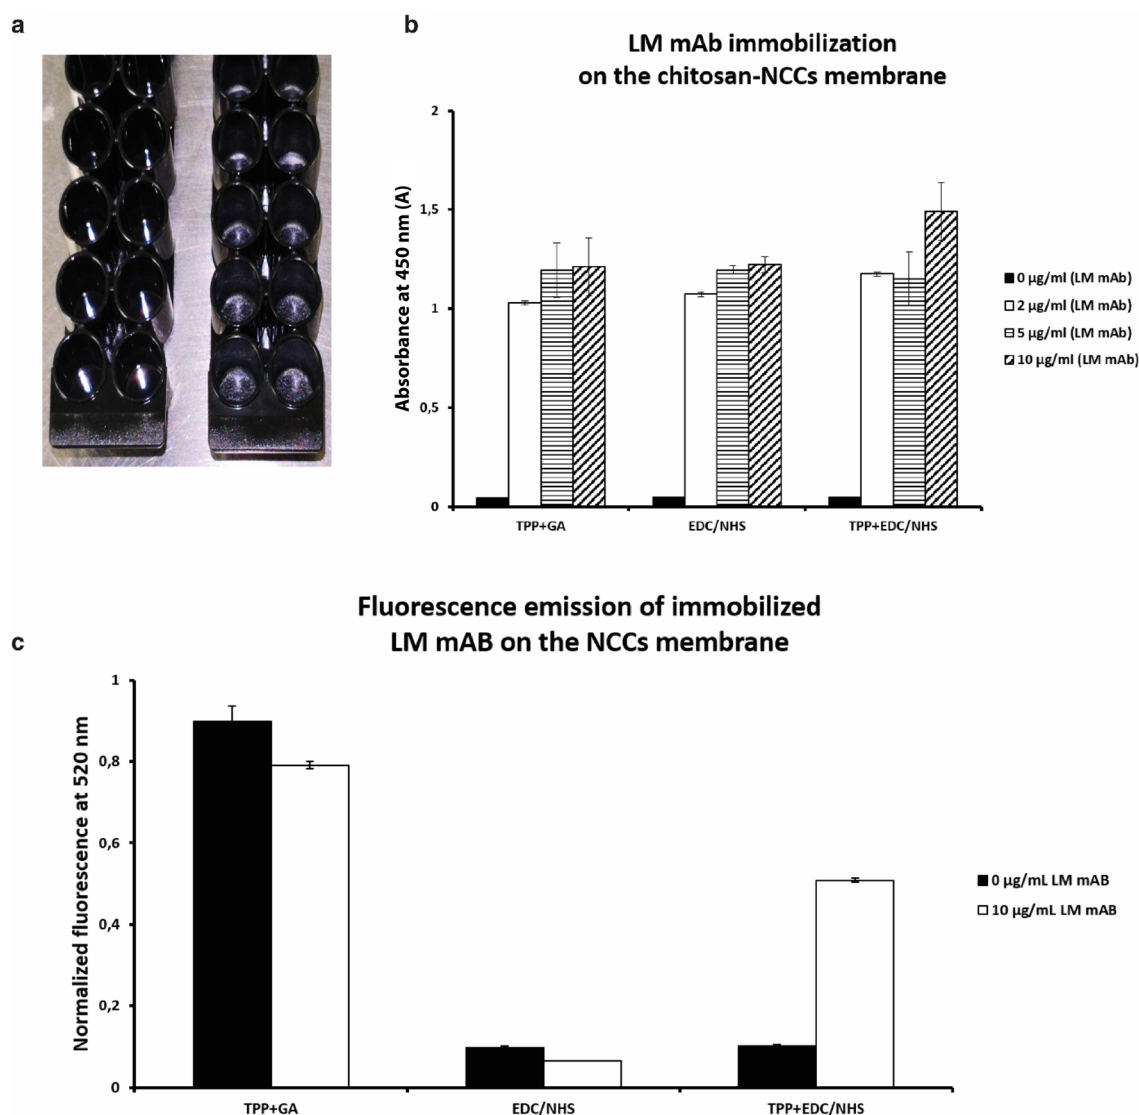 a
b
LM mAb immobilization
on the chitosan-NCCs membrane
Absorbance at 450 nm (A)
2
1,5
1
0,5
0
TPP+GA
EDC/NHS
TPP+EDC/NHS
0 µg/ml (LM mAb)
2 µg/ml (LM mAb)
5 µg/ml (LM mAb)
10 µg/ml (LM mAb)
c
Fluorescence emission of immobilized
LM mAB on the NCCs membrane
Normalized fluorescence at 520 nm
1
0,8
0,6
0,4
0,2
0
TPP+GA
EDC/NHS
TPP+EDC/NHS
0 µg/mL LM mAB
10 µg/mL LM mAB